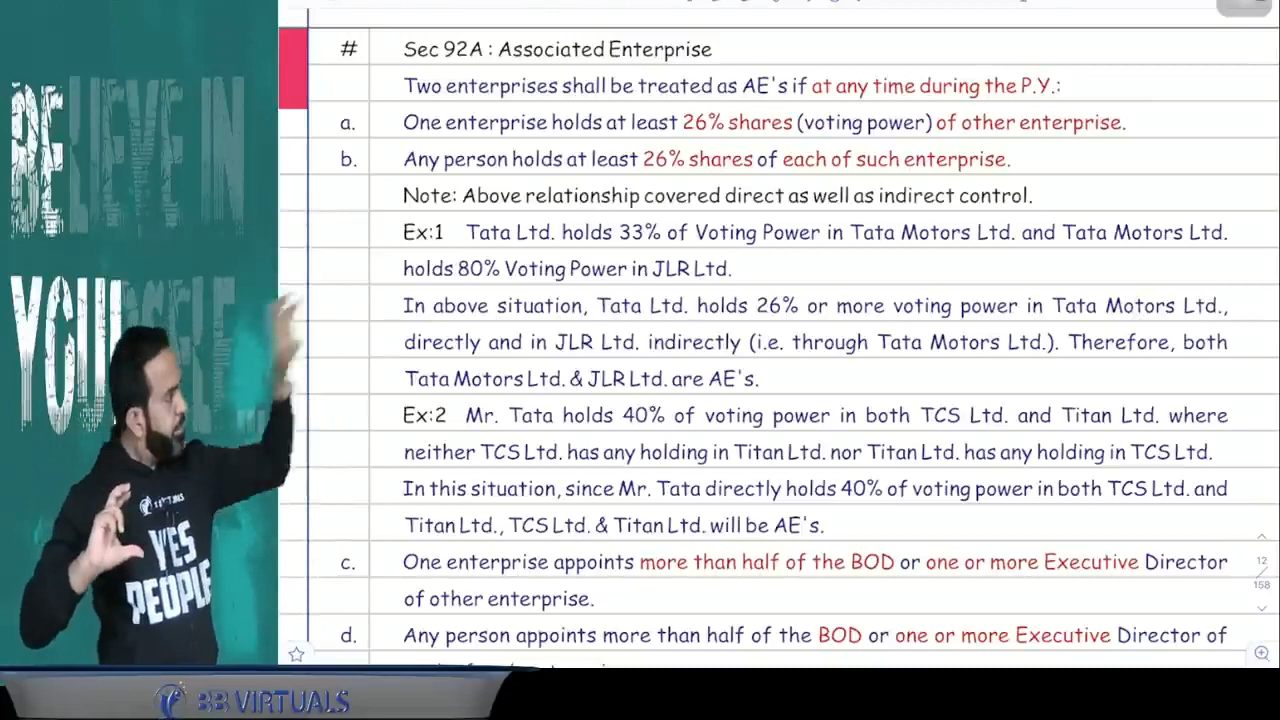 BELIEVE IN
# Sec 92A : Associated Enterprise
Two enterprises shall be treated as AE's if at any time during the P.Y.:
a. One enterprise holds at least 26% shares (voting power) of other enterprise.
b. Any person holds at least 26% shares of each of such enterprise.
Note: Above relationship covered direct as well as indirect control.
Ex:1 Tata Ltd. holds 33% of Voting Power in Tata Motors Ltd. and Tata Motors Ltd.
holds 80% Voting Power in JLR Ltd.
In above situation, Tata Ltd. holds 26% or more voting power in Tata Motors Ltd.,
directly and in JLR Ltd. indirectly (i.e. through Tata Motors Ltd.). Therefore, both
Tata Motors Ltd. & JLR Ltd. are AE's.
Ex:2 Mr. Tata holds 40% of voting power in both TCS Ltd. and Titan Ltd. where
neither TCS Ltd. has any holding in Titan Ltd. nor Titan Ltd. has any holding in TCS Ltd.
In this situation, since Mr. Tata directly holds 40% of voting power in both TCS Ltd. and
Titan Ltd., TCS Ltd. & Titan Ltd. will be AE's.
c. One enterprise appoints more than half of the BOD or one or more Executive Director
of other enterprise.
d. Any person appoints more than half of the BOD or one or more Executive Director of
12
158
YES
PEOPLE
BB VIRTUALS